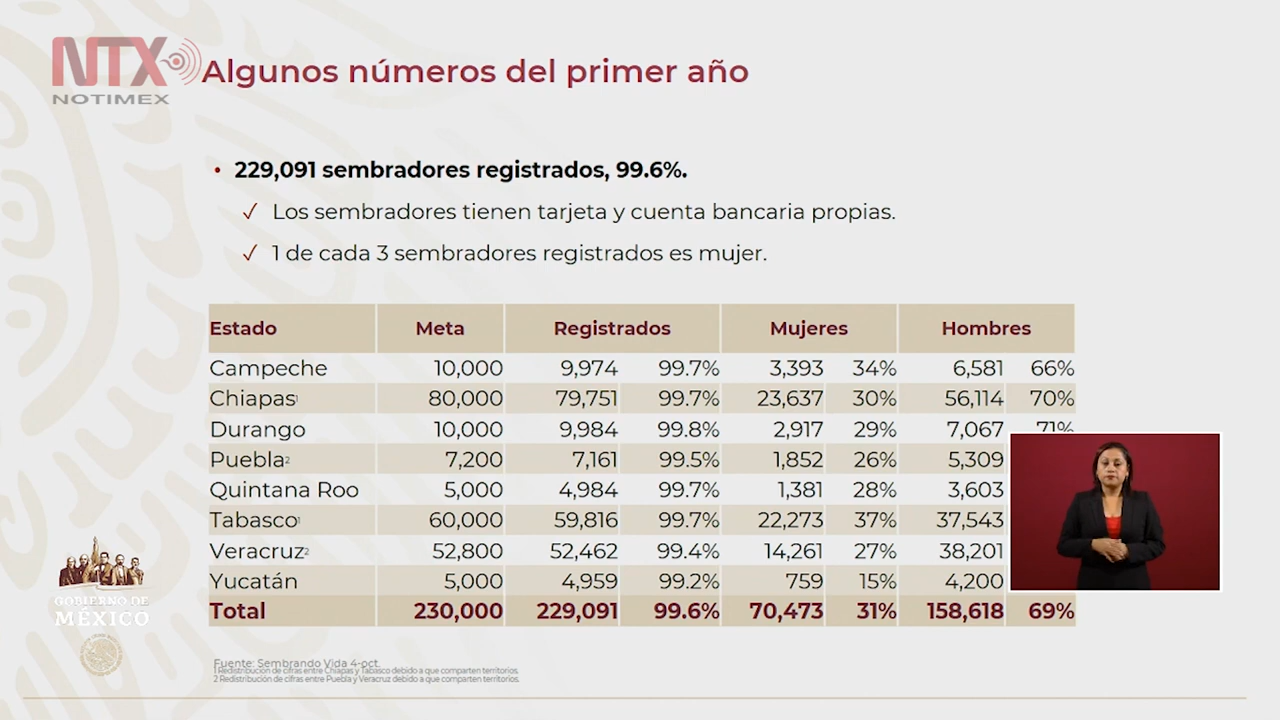 NTX
NOTIMEX
Algunos números del primer año
• 229,091 sembradores registrados, 99.6%.
✓ Los sembradores tienen tarjeta y cuenta bancaria propias.
✓ 1 de cada 3 sembradores registrados es mujer.
Estado Meta Registrados Mujeres Hombres
Campeche 10,000 9,974 99.7% 3,393 34% 6,581 66%
Chiapas1 80,000 79,751 99.7% 23,637 30% 56,114 70%
Durango 10,000 9,984 99.8% 2,917 29% 7,067 71%
Puebla2 7,200 7,161 99.5% 1,852 26% 5,309
Quintana Roo 5,000 4,984 99.7% 1,381 28% 3,603
Tabasco1 60,000 59,816 99.7% 22,273 37% 37,543
Veracruz2 52,800 52,462 99.4% 14,261 27% 38,201
Yucatán 5,000 4,959 99.2% 759 15% 4,200
Total 230,000 229,091 99.6% 70,473 31% 158,618 69%
GOBIERNO DE
MÉXICO
Fuente: Sembrando Vida 4-oct.
1 Redistribución de cifras entre Chiapas y Tabasco debido a que comparten territorios.
2 Redistribución de cifras entre Puebla y Veracruz debido a que comparten territorios.